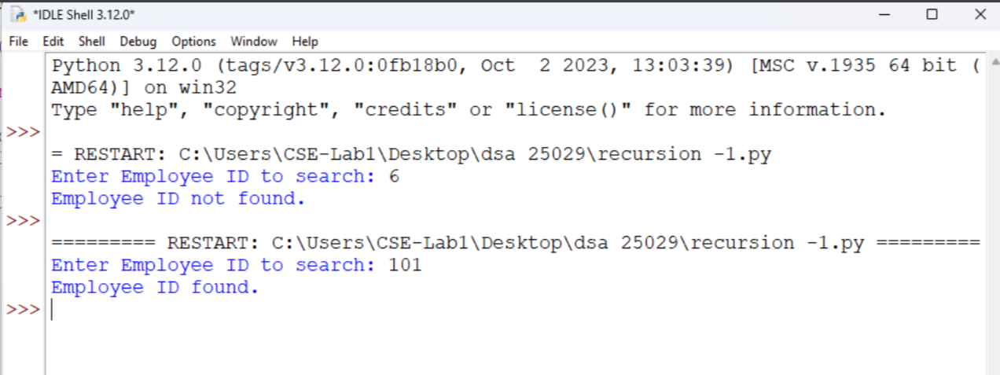 *IDLE Shell 3.12.0*
File Edit Shell Debug Options Window Help
Python 3.12.0 (tags/v3.12.0:0fb18b0, Oct  2 2023, 13:03:39) [MSC v.1935 64 bit (
AMD64)] on win32
Type "help", "copyright", "credits" or "license()" for more information.
>>>
= RESTART: C:\Users\CSE-Lab1\Desktop\dsa 25029\recursion -1.py
Enter Employee ID to search: 6
Employee ID not found.
>>>
========= RESTART: C:\Users\CSE-Lab1\Desktop\dsa 25029\recursion -1.py =========
Enter Employee ID to search: 101
Employee ID found.
>>>